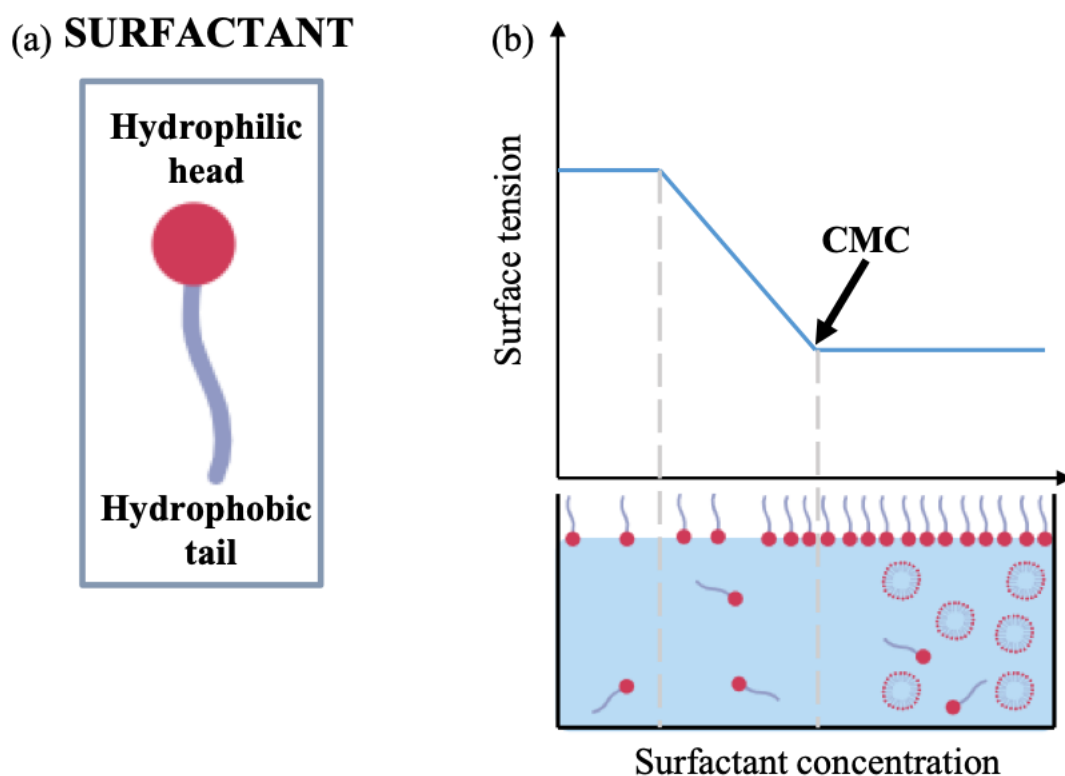 (a) SURFACTANT
Hydrophilic
head
Hydrophobic
tail
(b)
Surface tension
CMC
Surfactant concentration